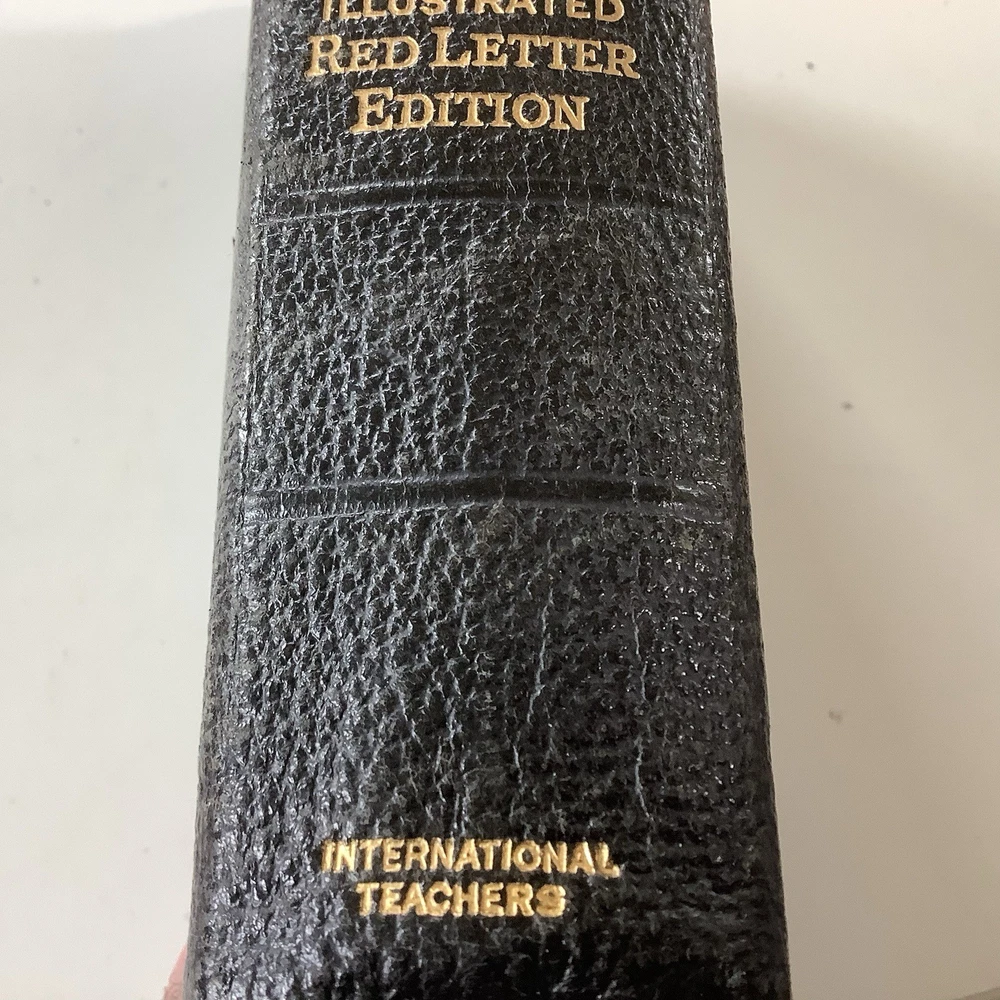 ILLUSTRATED
RED LETTER
EDITION
INTERNATIONAL
TEACHERS